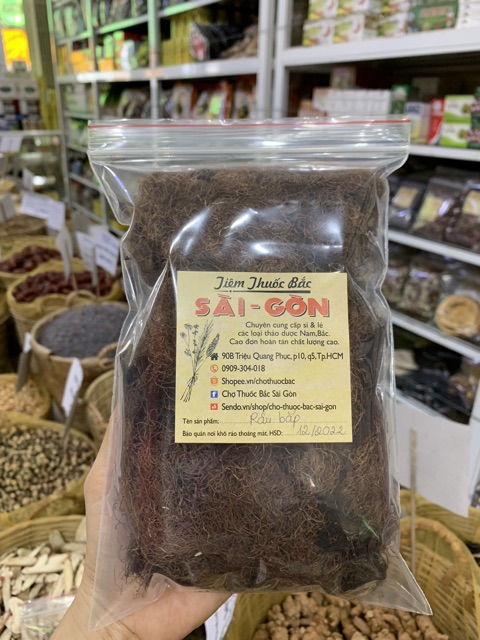 Tiệm Thuốc Bắc
SÀI-GÒN
Chuyên cung cấp sỉ & lẻ
các loại thảo dược Nam,Bắc.
Cao đơn hoàn tán chất lượng cao.
90B Triệu Quang Phục, p10, q5, Tp.HCM
0909-304-018
Shopee.vn/chothuocbac
Chợ Thuốc Bắc Sài Gòn
Sendo.vn/shop/cho-thuoc-bac-sai-gon
Tên sản phẩm: Râu bắp
Bảo quản nơi khô ráo thoáng mát, HSD: 12/2022